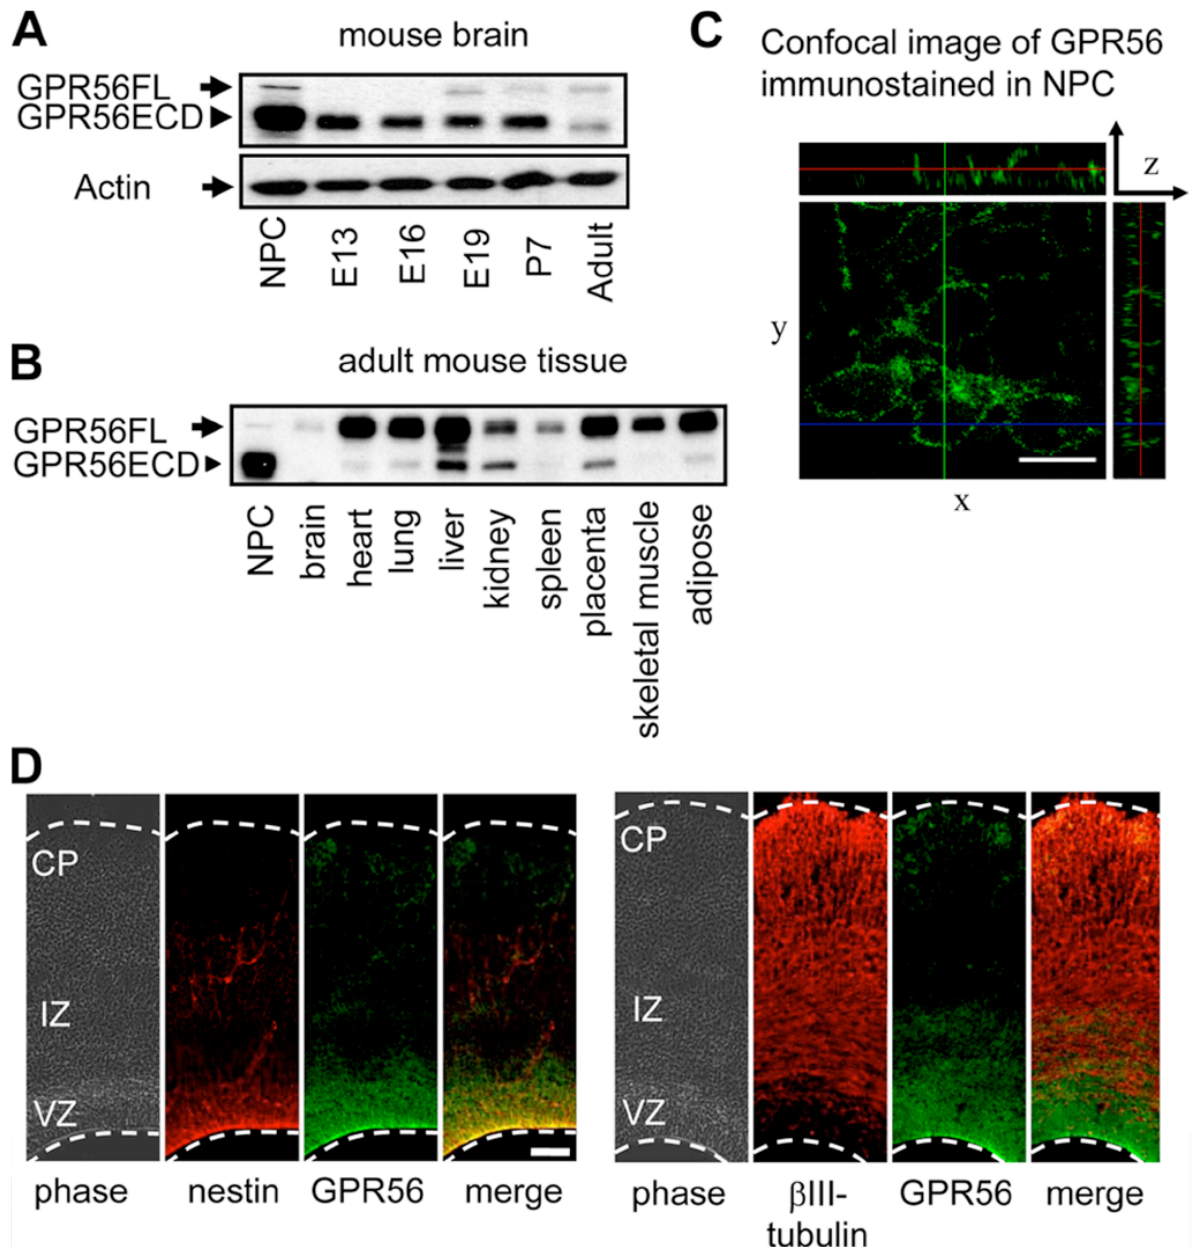 A
mouse brain
GPR56FL
GPR56ECD
Actin
NPC
E13
E16
E19
P7
Adult
B
adult mouse tissue
GPR56FL
GPR56ECD
NPC
brain
heart
lung
liver
kidney
spleen
placenta
skeletal muscle
adipose
C
Confocal image of GPR56
immunostained in NPC
z
y
x
D
CP
IZ
VZ
phase
nestin
GPR56
merge
CP
IZ
VZ
phase
βIII-
tubulin
GPR56
merge